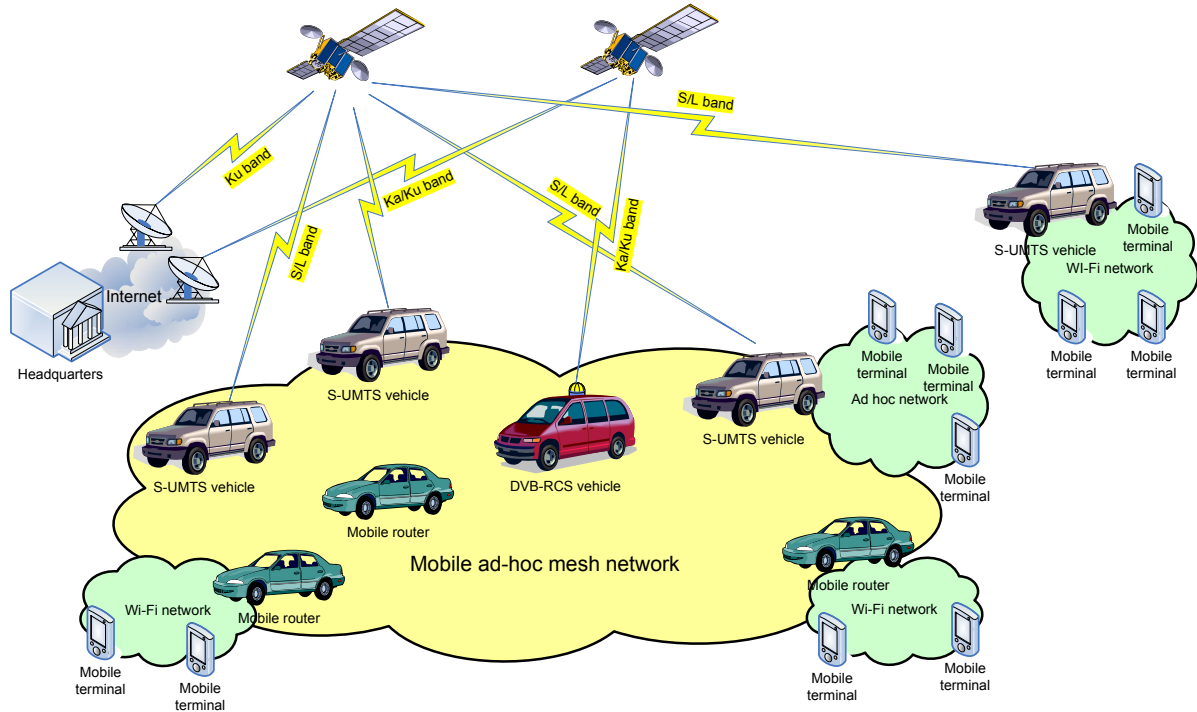 S/L band
Ku band
Ka/Ku band
S/L band
Ka/Ku band
S/L band
S-UMTS vehicle
Mobile
terminal
WI-Fi network
Mobile
terminal
Mobile
terminal
Internet
Headquarters
S-UMTS vehicle
S-UMTS vehicle
DVB-RCS vehicle
S-UMTS vehicle
Mobile
terminal
Mobile
terminal
Ad hoc network
Mobile
terminal
Mobile router
Mobile ad-hoc mesh network
Mobile router
Wi-Fi network
Mobile router
Wi-Fi network
Mobile
terminal
Mobile
terminal
Mobile
terminal
Mobile
terminal